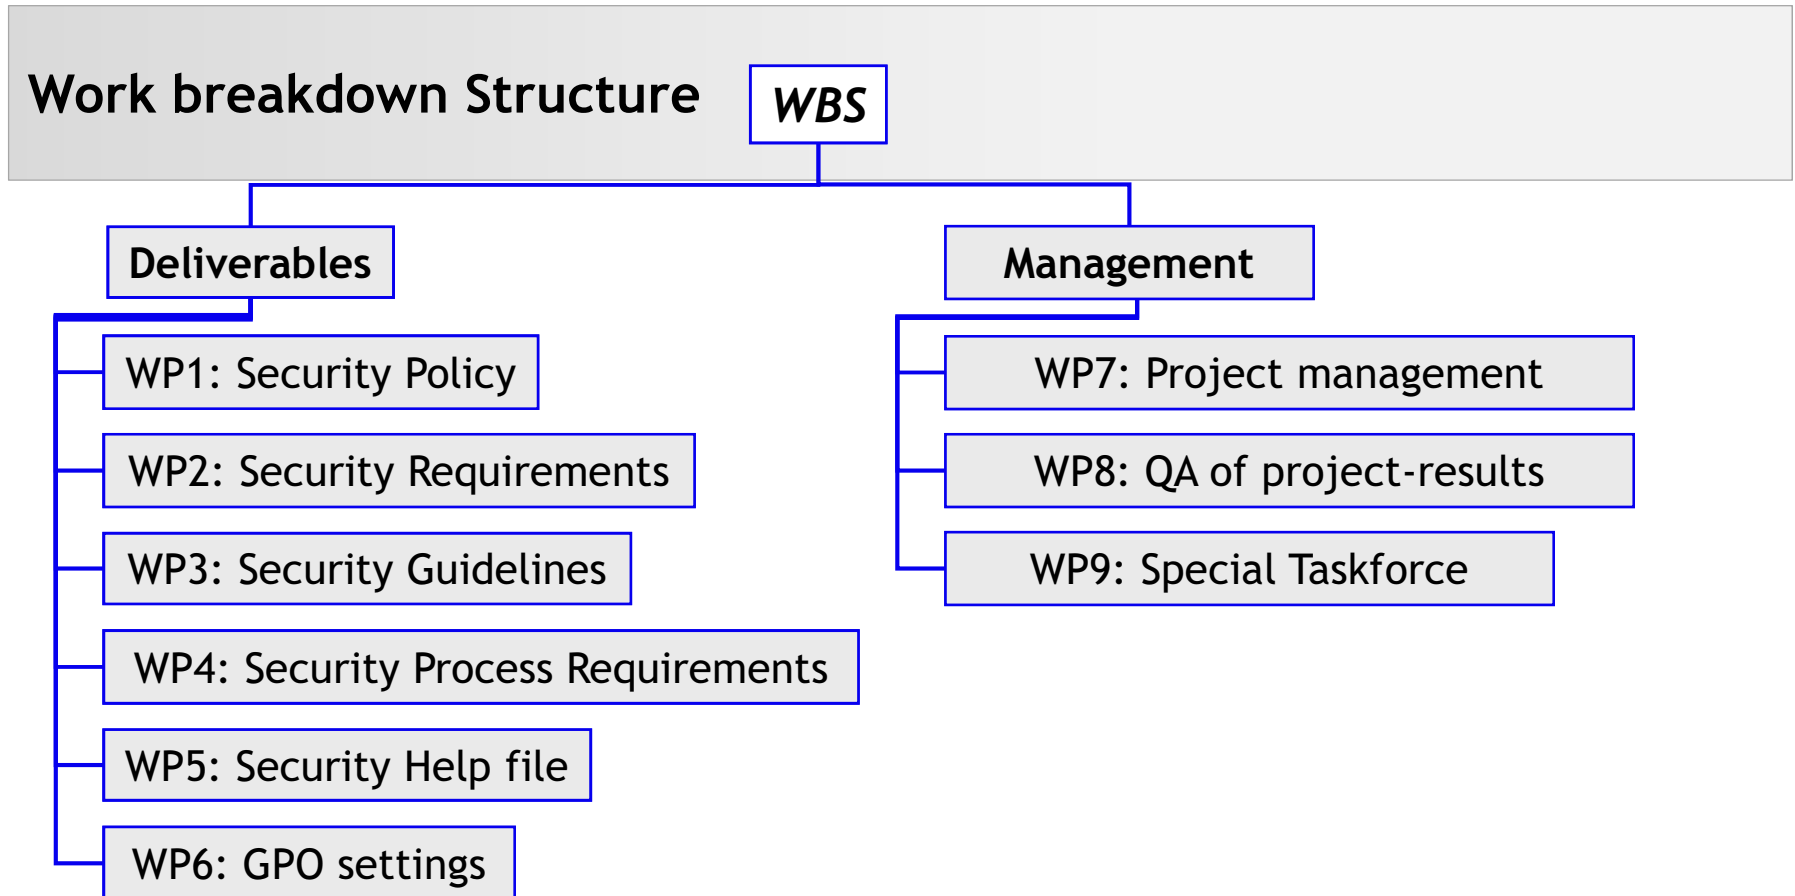 Work breakdown Structure
WBS
Deliverables
WP1: Security Policy
WP2: Security Requirements
WP3: Security Guidelines
WP4: Security Process Requirements
WP5: Security Help file
WP6: GPO settings
Management
WP7: Project management
WP8: QA of project-results
WP9: Special Taskforce